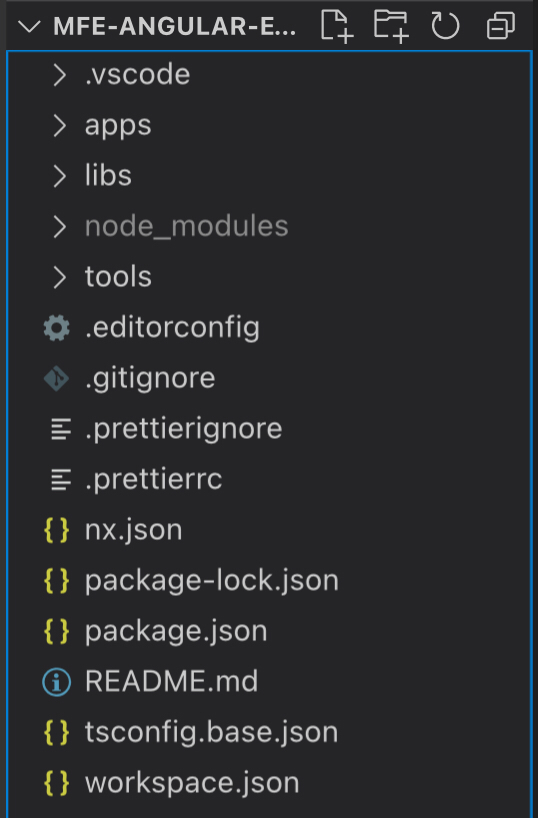 MFE-ANGULAR-E...
.vscode
apps
libs
node_modules
tools
.editorconfig
.gitignore
.prettierignore
.prettierrc
nx.json
package-lock.json
package.json
README.md
tsconfig.base.json
workspace.json